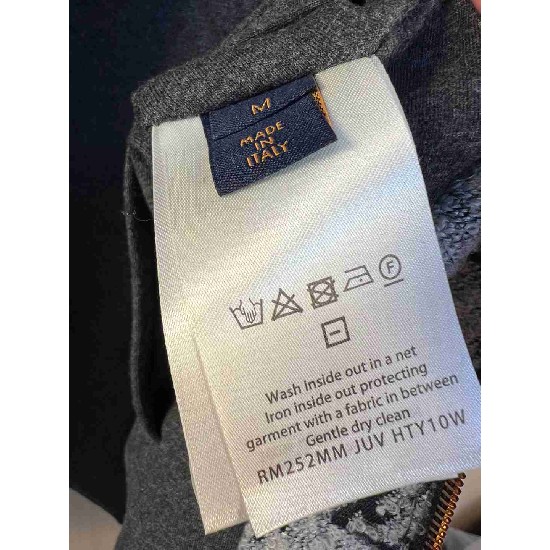 M
MADE
IN
ITALY
F
Wash Inside out in a net
Iron inside out protecting
garment with a fabric in between
Gentle dry clean
RM252MM JUV HTY10W